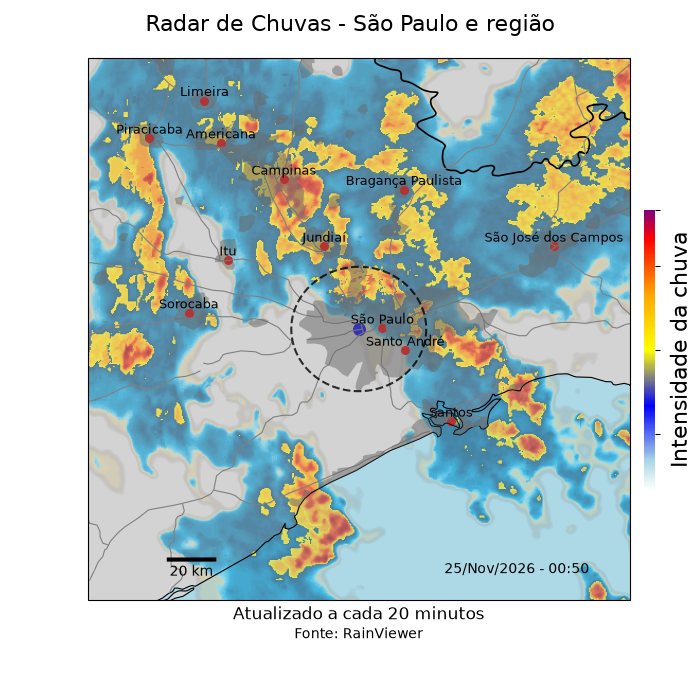 Radar de Chuvas - São Paulo e região
Limeira
Piracicaba
Americana
Campinas
Bragança Paulista
Jundiaí
São José dos Campos
Itu
Sorocaba
São Paulo
Santo André
Santos
Intensidade da chuva
25/Nov/2026 - 00:50
20 km
Atualizado a cada 20 minutos
Fonte: RainViewer